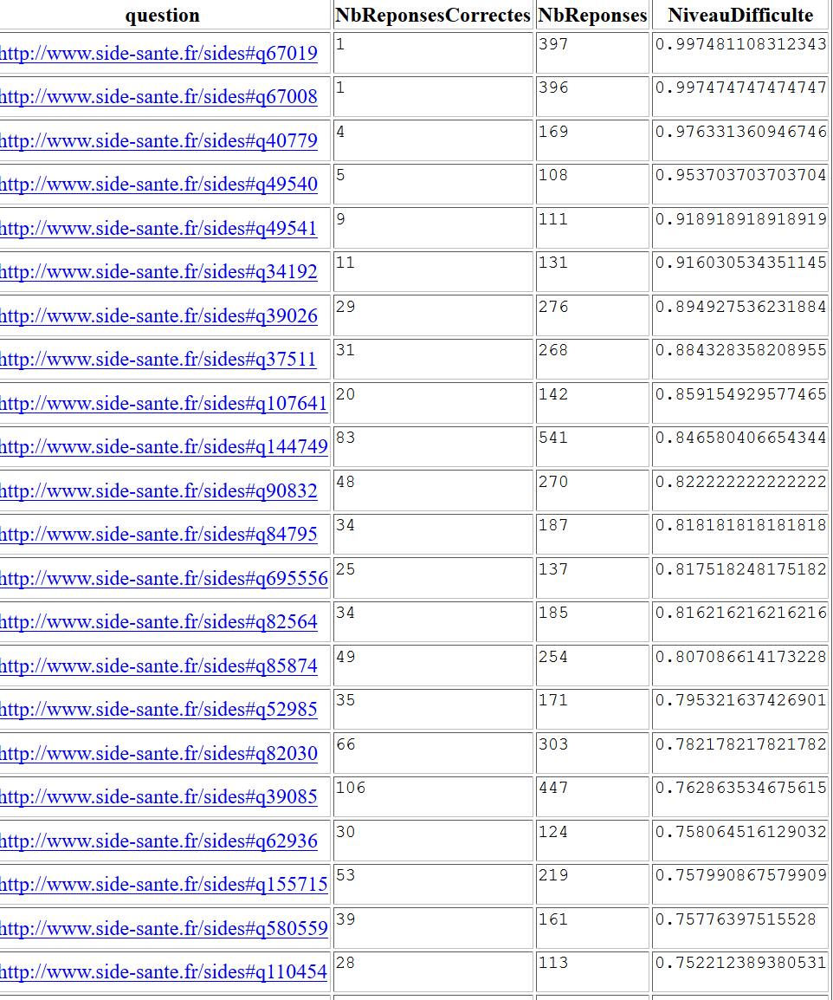 question NbReponsesCorrectes NbReponses NiveauDifficulte
http://www.side-sante.fr/sides#q67019 1 397 0.997481108312343
http://www.side-sante.fr/sides#q67008 1 396 0.997474747474747
http://www.side-sante.fr/sides#q40779 4 169 0.976331360946746
http://www.side-sante.fr/sides#q49540 5 108 0.953703703703704
http://www.side-sante.fr/sides#q49541 9 111 0.918918918918919
http://www.side-sante.fr/sides#q34192 11 131 0.916030534351145
http://www.side-sante.fr/sides#q39026 29 276 0.894927536231884
http://www.side-sante.fr/sides#q37511 31 268 0.884328358208955
http://www.side-sante.fr/sides#q107641 20 142 0.859154929577465
http://www.side-sante.fr/sides#q144749 83 541 0.846580406654344
http://www.side-sante.fr/sides#q90832 48 270 0.822222222222222
http://www.side-sante.fr/sides#q84795 34 187 0.818181818181818
http://www.side-sante.fr/sides#q695556 25 137 0.817518248175182
http://www.side-sante.fr/sides#q82564 34 185 0.816216216216216
http://www.side-sante.fr/sides#q85874 49 254 0.807086614173228
http://www.side-sante.fr/sides#q52985 35 171 0.795321637426901
http://www.side-sante.fr/sides#q82030 66 303 0.782178217821782
http://www.side-sante.fr/sides#q39085 106 447 0.762863534675615
http://www.side-sante.fr/sides#q62936 30 124 0.758064516129032
http://www.side-sante.fr/sides#q155715 53 219 0.757990867579909
http://www.side-sante.fr/sides#q580559 39 161 0.75776397515528
http://www.side-sante.fr/sides#q110454 28 113 0.752212389380531